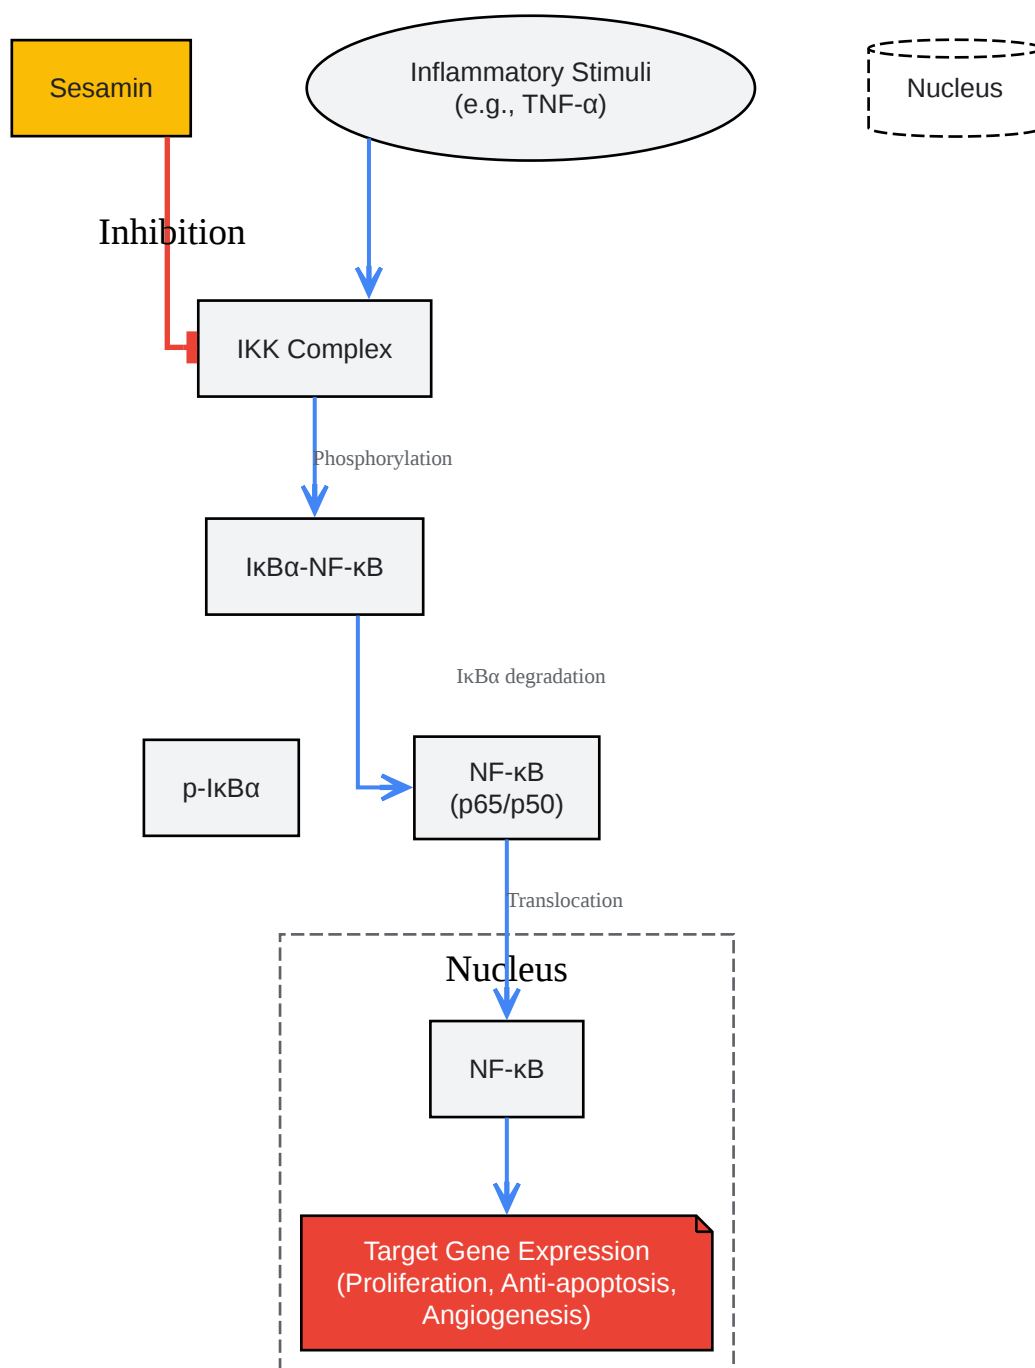 Sesamin
Inflammatory Stimuli
(e.g., TNF-α)
Nucleus
Inhibition
IKK Complex
Phosphorylation
IκBα-NF-κB
IκBα degradation
p-IκBα
NF-κB
(p65/p50)
Translocation
Nucleus
NF-κB
Target Gene Expression
(Proliferation, Anti-apoptosis,
Angiogenesis)